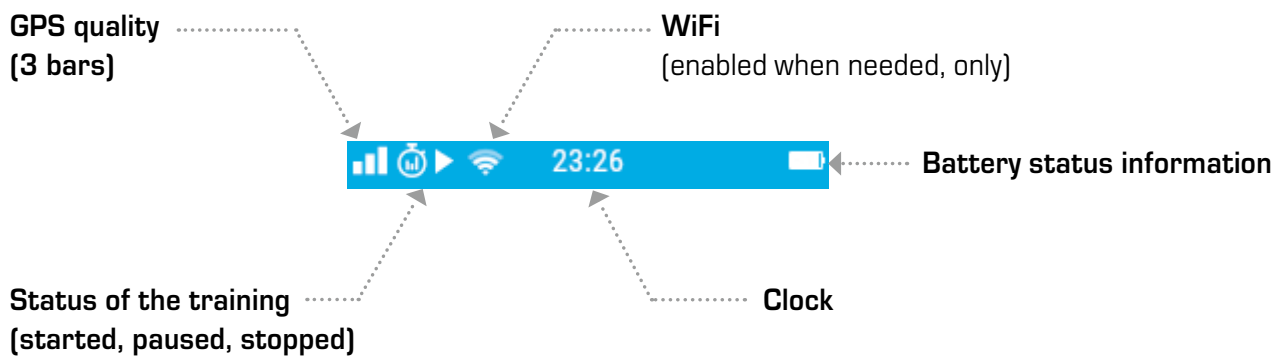 GPS quality
(3 bars)
WiFi
(enabled when needed, only)
23:26
Battery status information
Status of the training
(started, paused, stopped)
Clock